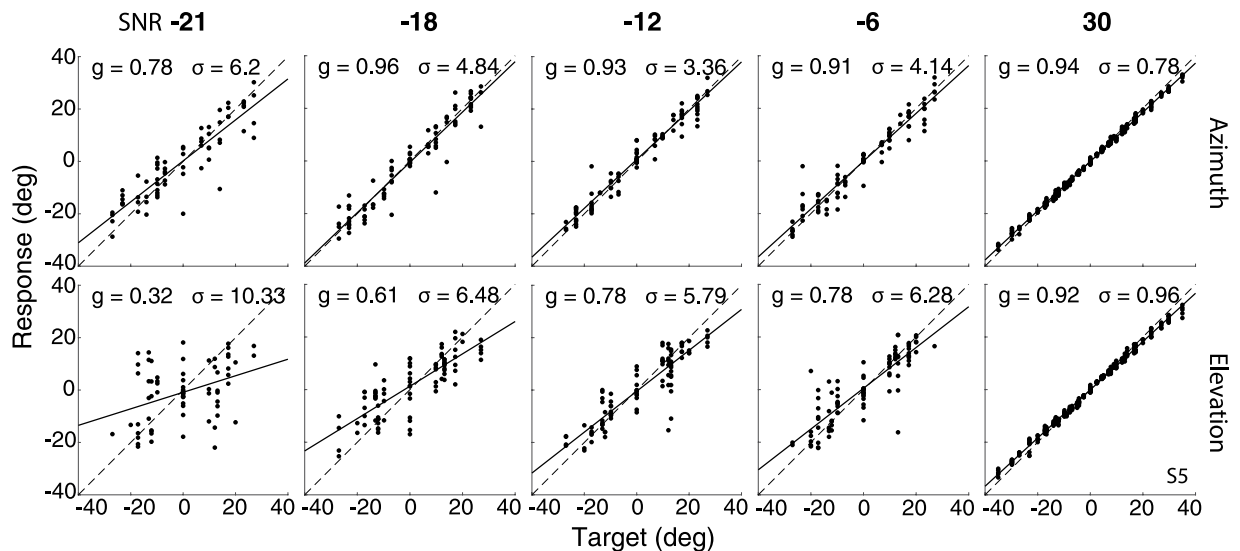 SNR -21 -18 -12 -6 30
g = 0.78 σ = 6.2 g = 0.96 σ = 4.84 g = 0.93 σ = 3.36 g = 0.91 σ = 4.14 g = 0.94 σ = 0.78
40
20
0
-20
-40
Azimuth
Response (deg)
g = 0.32 σ = 10.33 g = 0.61 σ = 6.48 g = 0.78 σ = 5.79 g = 0.78 σ = 6.28 g = 0.92 σ = 0.96
40
20
0
-20
-40
Elevation
S5
-40 -20 0 20 40 -40 -20 0 20 40 -40 -20 0 20 40 -40 -20 0 20 40 -40 -20 0 20 40
Target (deg)